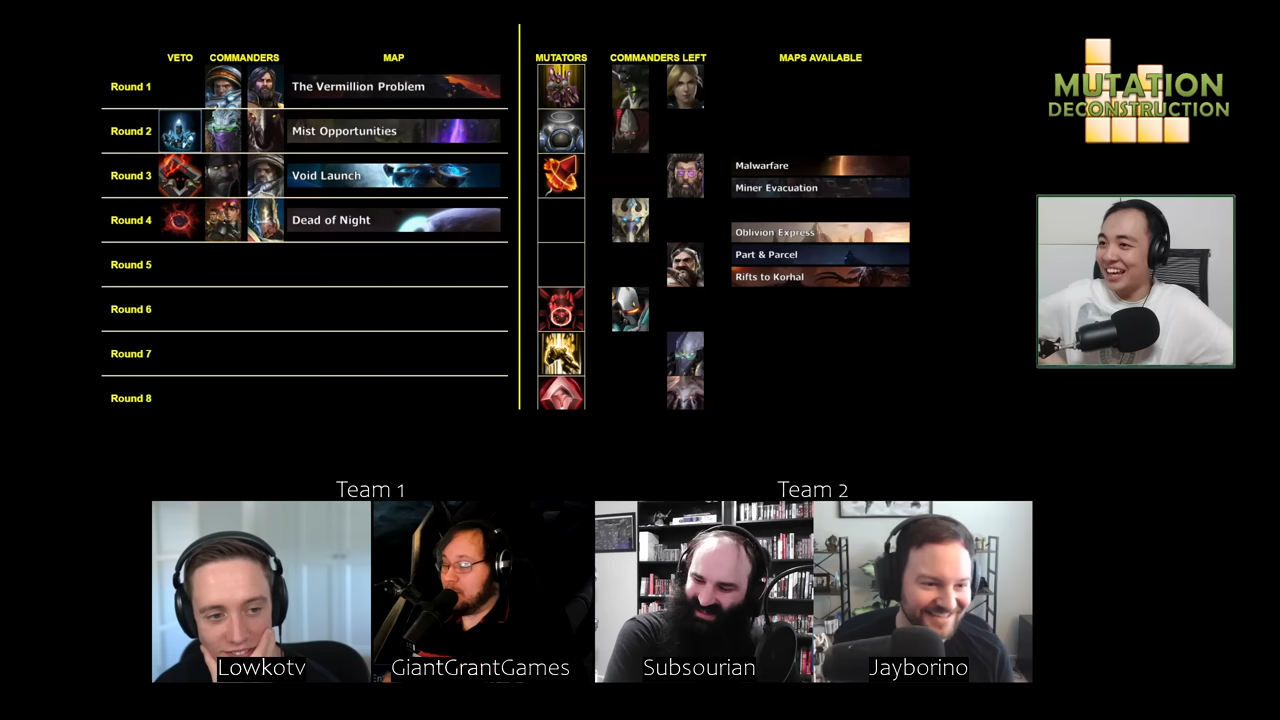 VETO COMMANDERS MAP MUTATORS COMMANDERS LEFT MAPS AVAILABLE
Round 1 The Vermillion Problem
Round 2 Mist Opportunities
Round 3 Void Launch
Round 4 Dead of Night
Round 5
Round 6
Round 7
Round 8
Malwarfare
Miner Evacuation
Oblivion Express
Part & Parcel
Rifts to Korhal
MUTATION
DECONSTRUCTION
Team 1 Team 2
Lowkotv GiantGrantGames Subsourian Jayborino